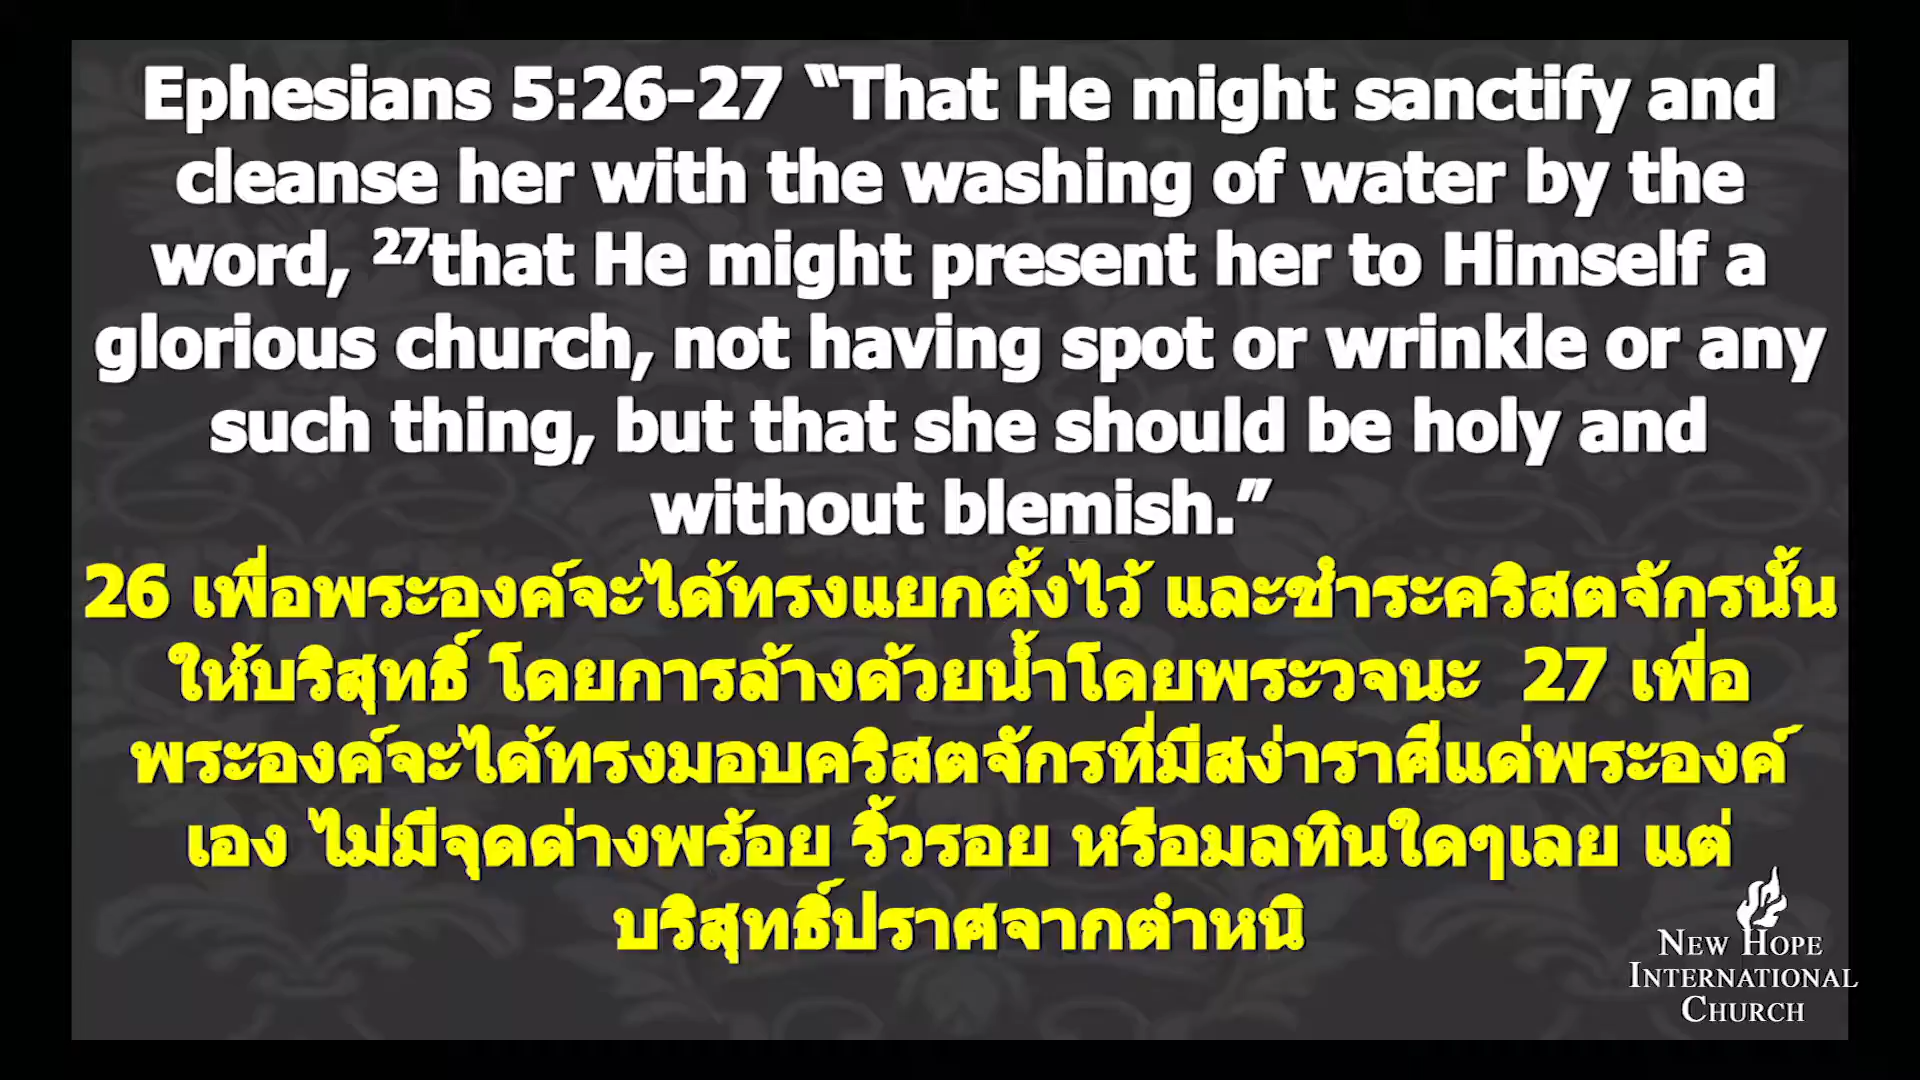 Ephesians 5:26-27 “That He might sanctify and
cleanse her with the washing of water by the
word, ²⁷that He might present her to Himself a
glorious church, not having spot or wrinkle or any
such thing, but that she should be holy and
without blemish.”
26 เพื่อพระองค์จะได้ทรงแยกตั้งไว้ และชำระคริสตจักรนั้น
ให้บริสุทธิ์ โดยการล้างด้วยน้ำโดยพระวจนะ 27 เพื่อ
พระองค์จะได้ทรงมอบคริสตจักรที่มีสง่าราศีแด่พระองค์
เอง ไม่มีจุดด่างพร้อย ริ้วรอย หรือมลทินใดๆเลย แต่
บริสุทธิ์ปราศจากตำหนิ
NEW HOPE
INTERNATIONAL
CHURCH